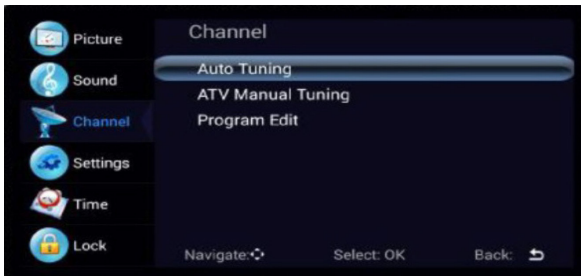 Picture
Sound
Channel
Settings
Time
Lock
Channel
Auto Tuning
ATV Manual Tuning
Program Edit
Navigate: Select: OK Back: